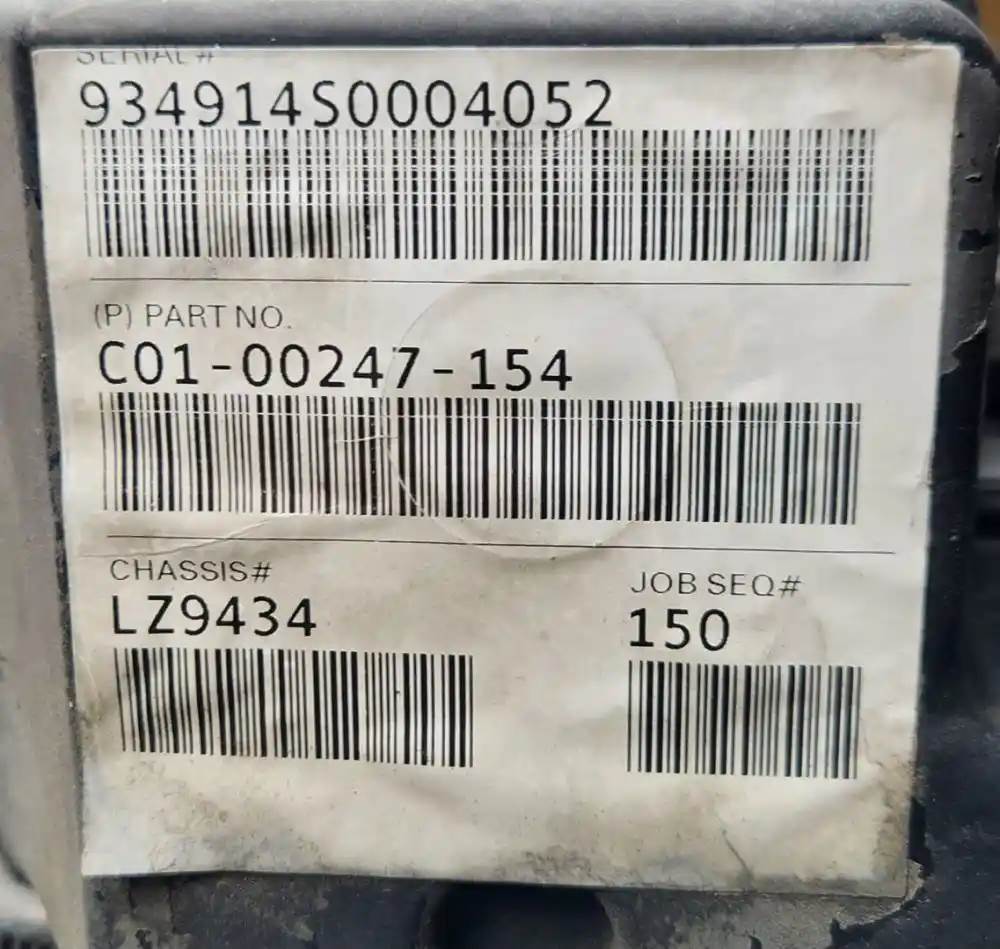 SERIAL#
934914S0004052
(P) PART NO.
C01-00247-154
CHASSIS#
LZ9434
JOB SEQ#
150